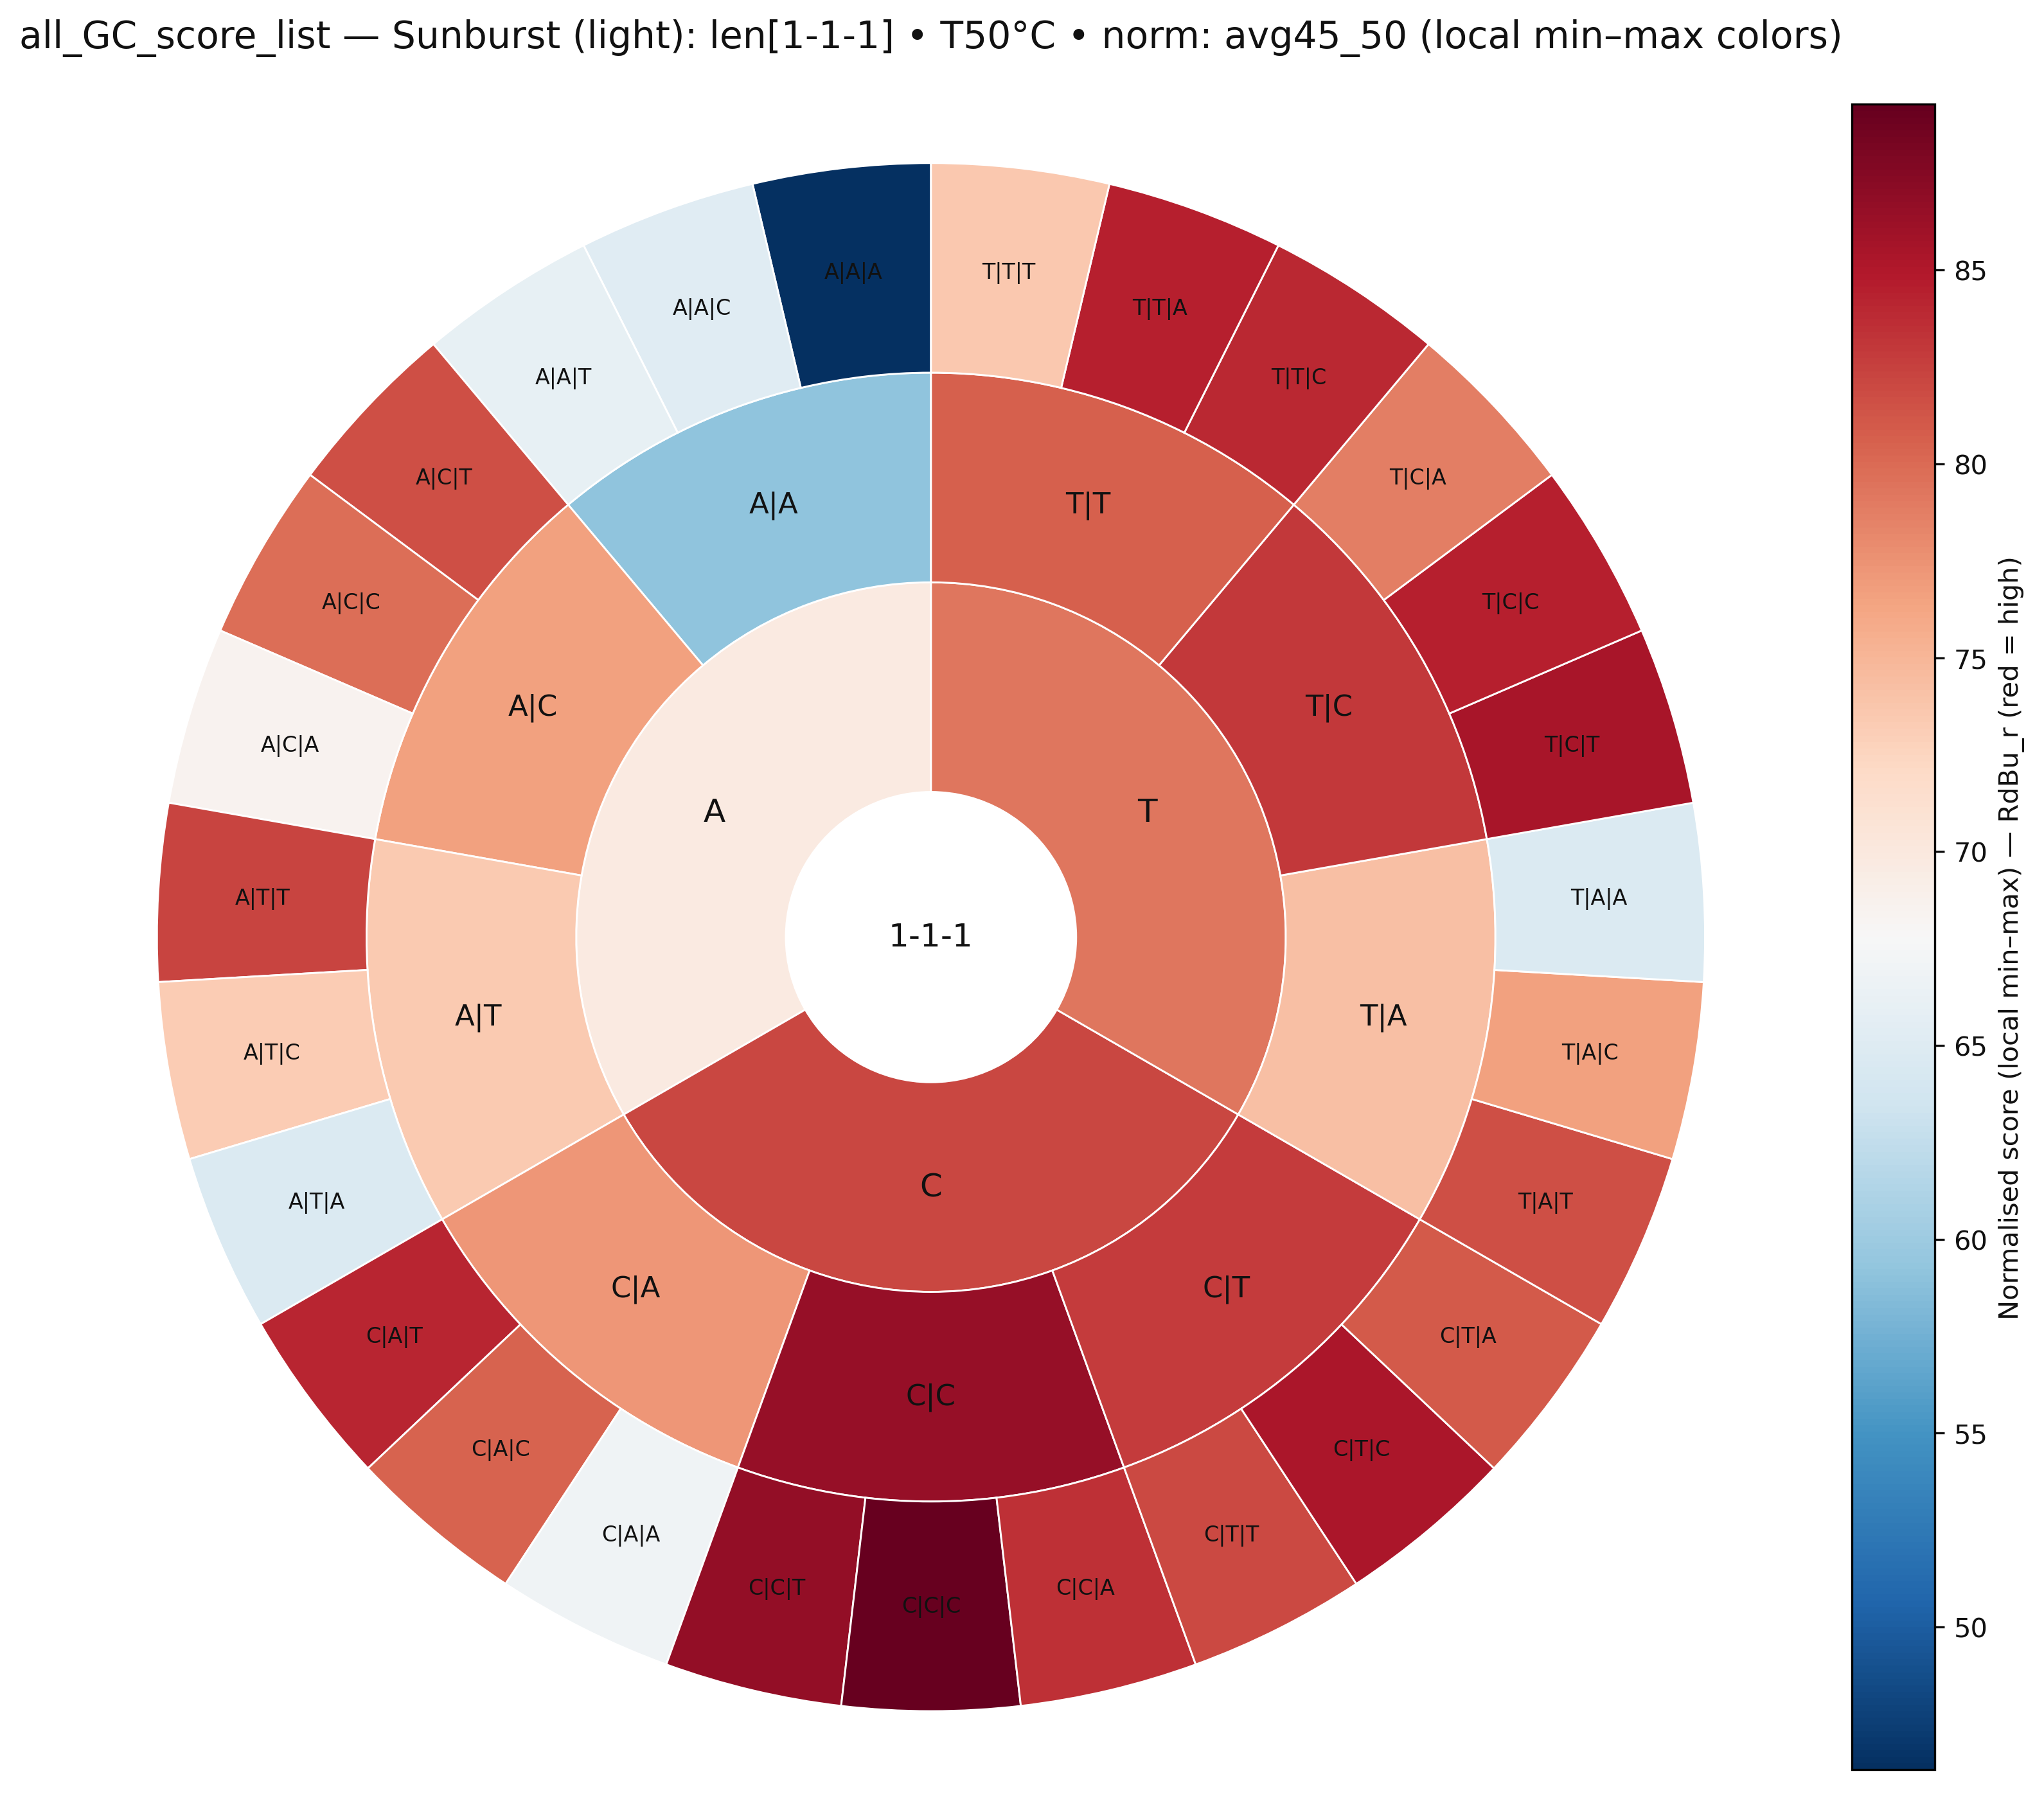 all_GC_score_list — Sunburst (light): len[1-1-1] • T50°C • norm: avg45_50 (local min–max colors)
A|A|A
T|T|T
A|A|C
T|T|A
A|A|T
T|T|C
A|C|T
A|A
T|T
T|C|A
A|C|C
T|C|C
A|C
T|C
A|C|A
T|C|T
A
T
A|T|T
T|A|A
1-1-1
A|T
T|A
A|T|C
T|A|C
A|T|A
C
T|A|T
C|A
C|T
C|A|T
C|T|A
C|C
C|A|C
C|T|C
C|A|A
C|T|T
C|C|T
C|C|C
C|C|A
85
80
75
70
65
60
55
50
Normalised score (local min–max) — RdBu_r (red = high)